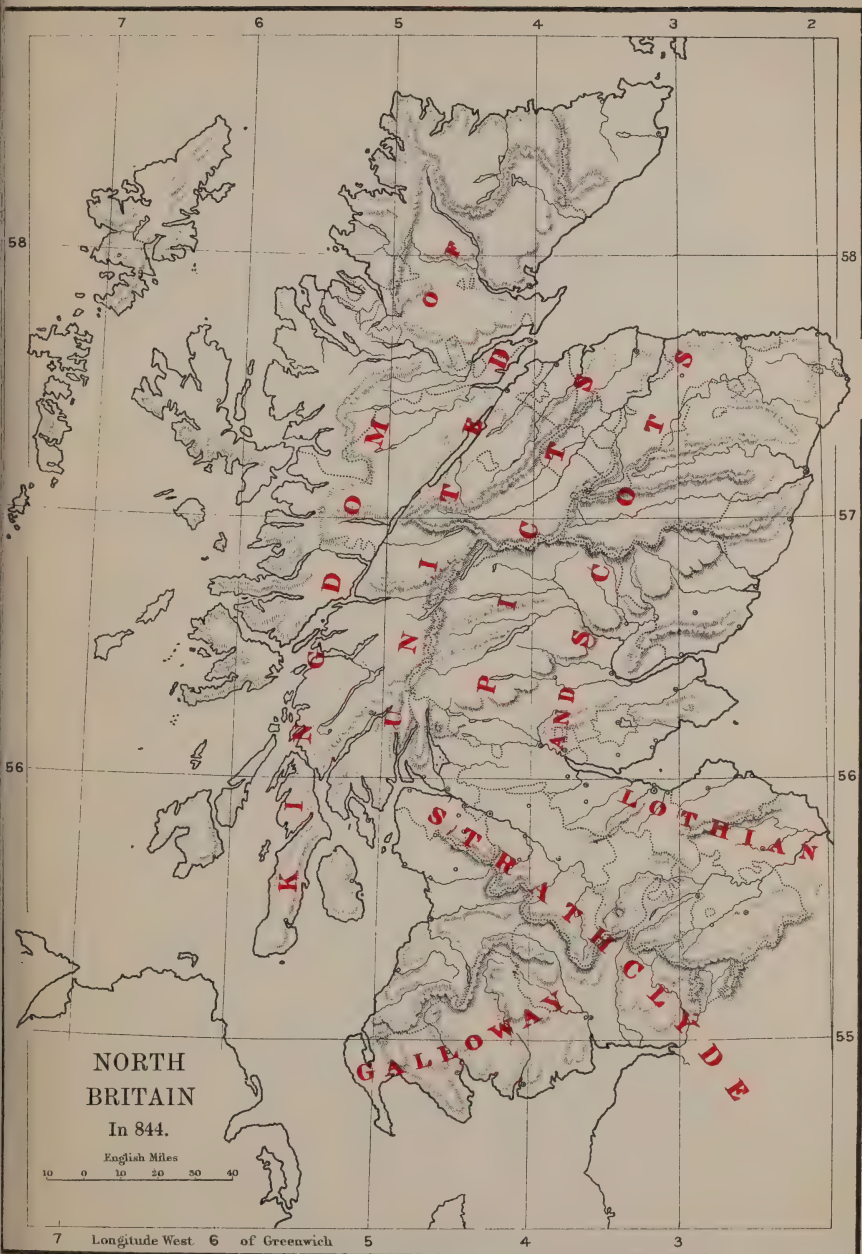 7 6 5 4 3 2
58 58
KINGDOM OF
UNITED
PICTS
AND
SCOTS
56 56
LOTHIAN
STRATHCLYDE
GALLOWAY
55
NORTH
BRITAIN
In 844.
English Miles
10 0 10 20 30 40
7 Longitude West 6 of Greenwich 5 4 3